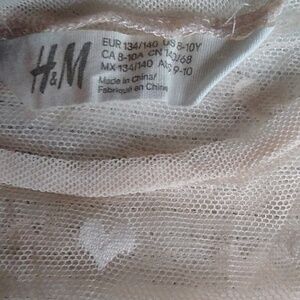 H&M
EUR 134/140 US 8-10Y
CA 8-10A CN 140/68
MX 134/140 AUS 9-10
Made in China/
Fabriqué en Chine